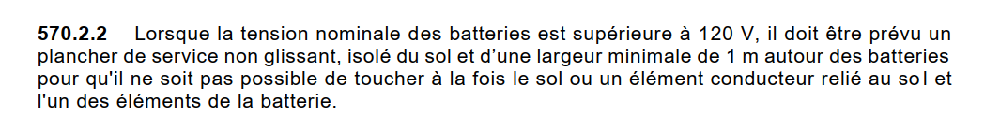 570.2.2 Lorsque la tension nominale des batteries est supérieure à 120 V, il doit être prévu un
plancher de service non glissant, isolé du sol et d’une largeur minimale de 1 m autour des batteries
pour qu'il ne soit pas possible de toucher à la fois le sol ou un élément conducteur relié au sol et
l'un des éléments de la batterie.